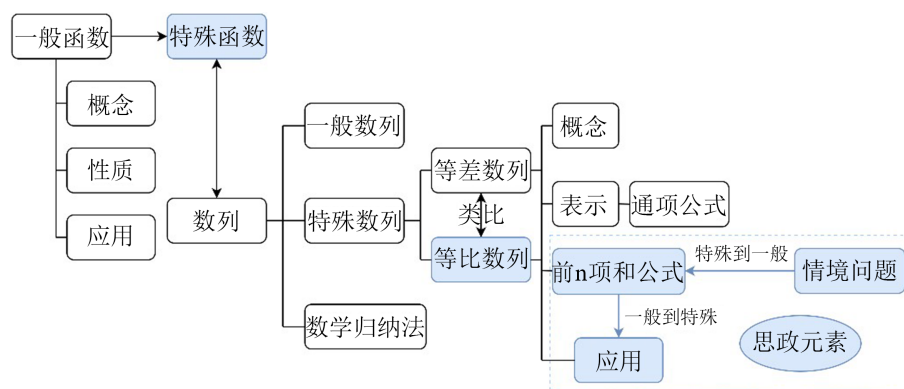 一般函数
特殊函数
概念
性质
应用
数列
一般数列
特殊数列
数学归纳法
等差数列
类比
等比数列
概念
表示
通项公式
前n项和公式
特殊到一般
情境问题
一般到特殊
应用
思政元素